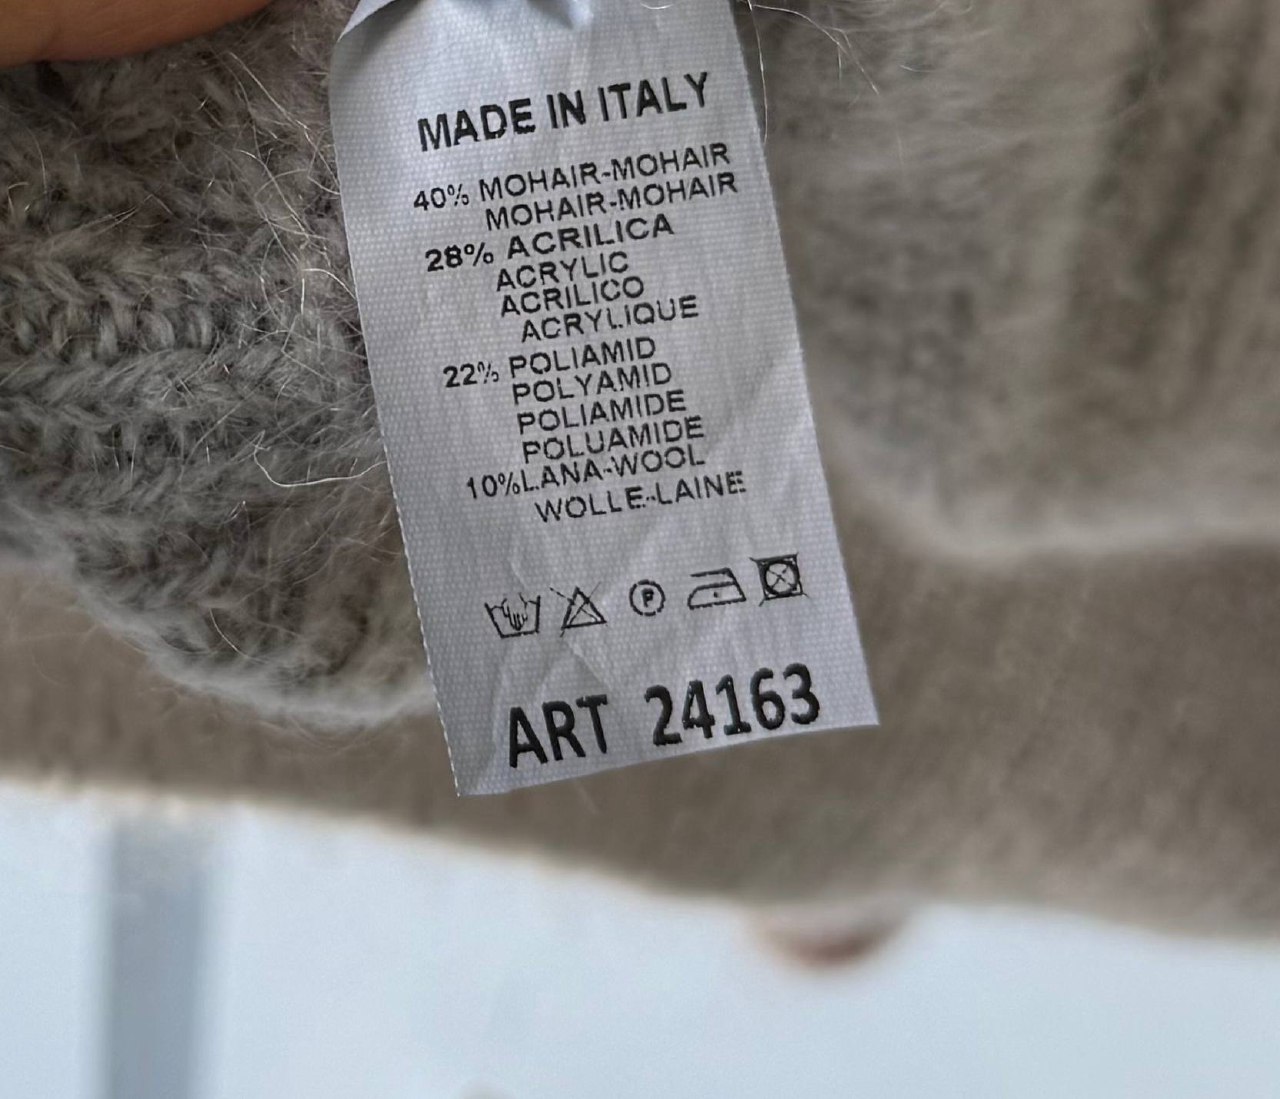 MADE IN ITALY
40% MOHAIR-MOHAIR
MOHAIR-MOHAIR
28% ACRILICA
ACRYLIC
ACRILICO
ACRYLIQUE
22% POLIAMID
POLYAMID
POLIAMIDE
POLUAMIDE
10%LANA-WOOL
WOLLE-LAINE
P
ART 24163